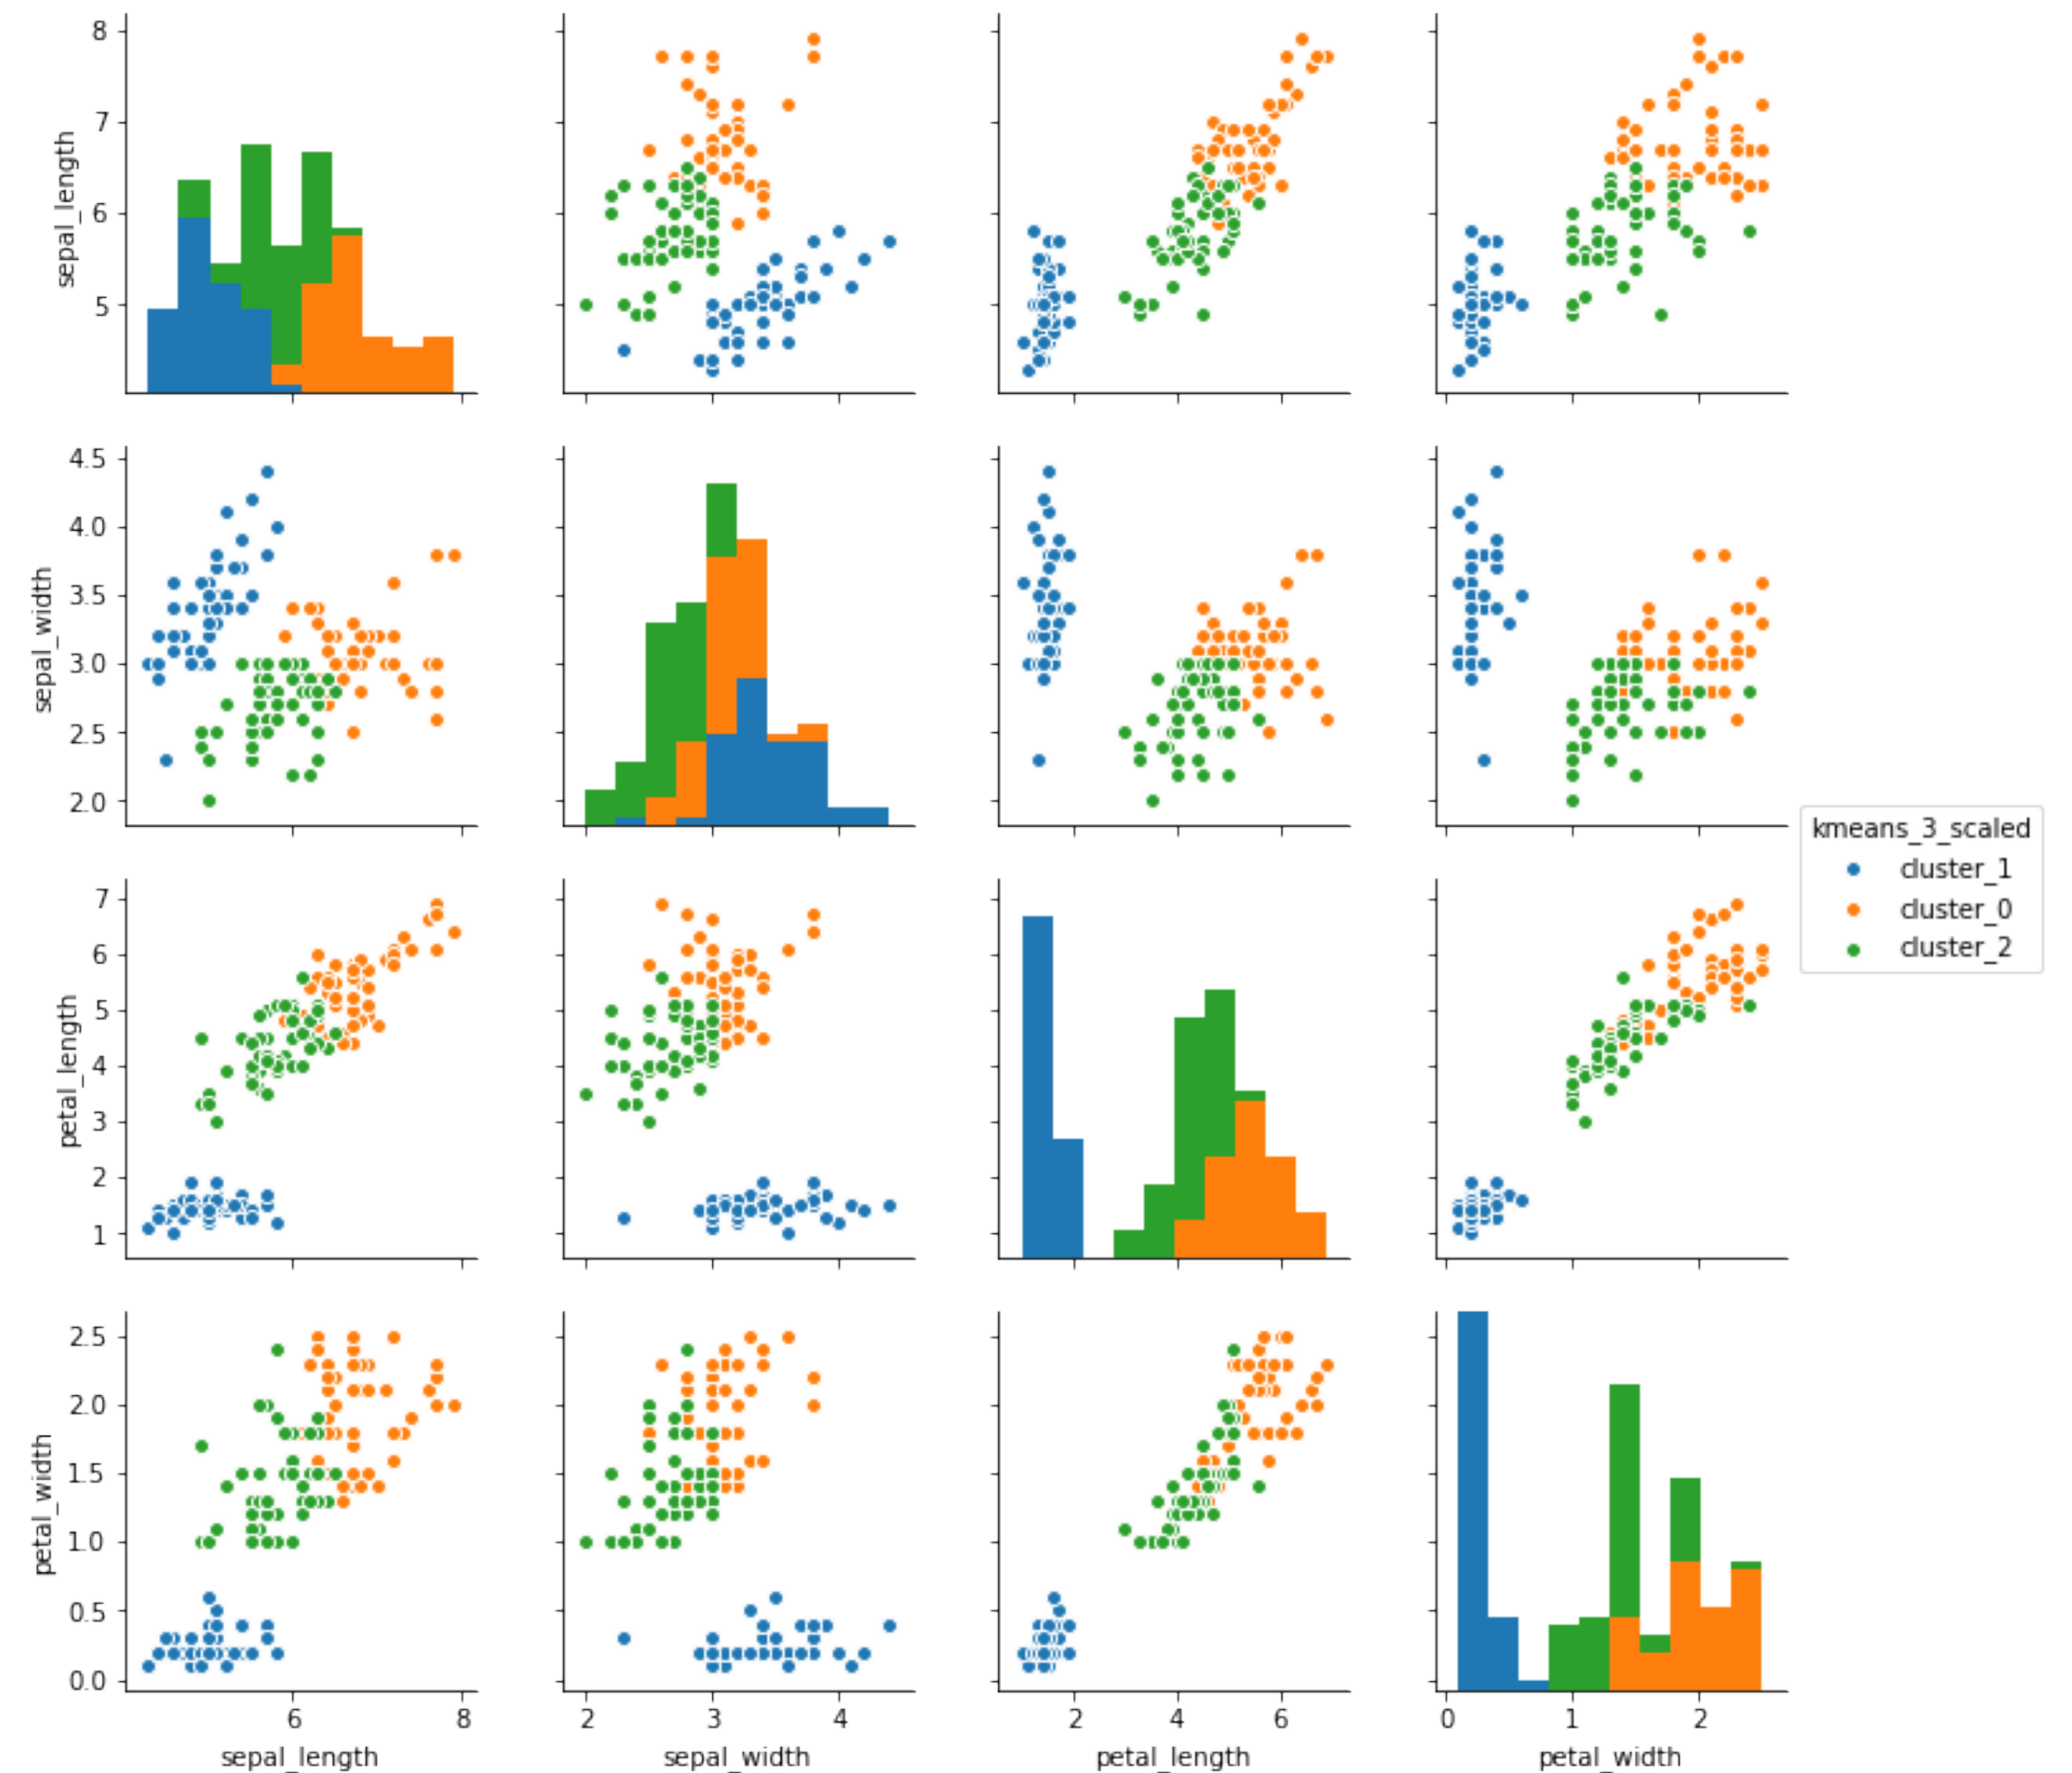 8
7
6
5
sepal_length
4.5
4.0
3.5
3.0
2.5
2.0
sepal_width
kmeans_3_scaled
cluster_1
cluster_0
cluster_2
7
6
5
4
3
2
1
petal_length
2.5
2.0
1.5
1.0
0.5
0.0
petal_width
6 8
2 3 4
2 4 6
0 1 2
sepal_length
sepal_width
petal_length
petal_width